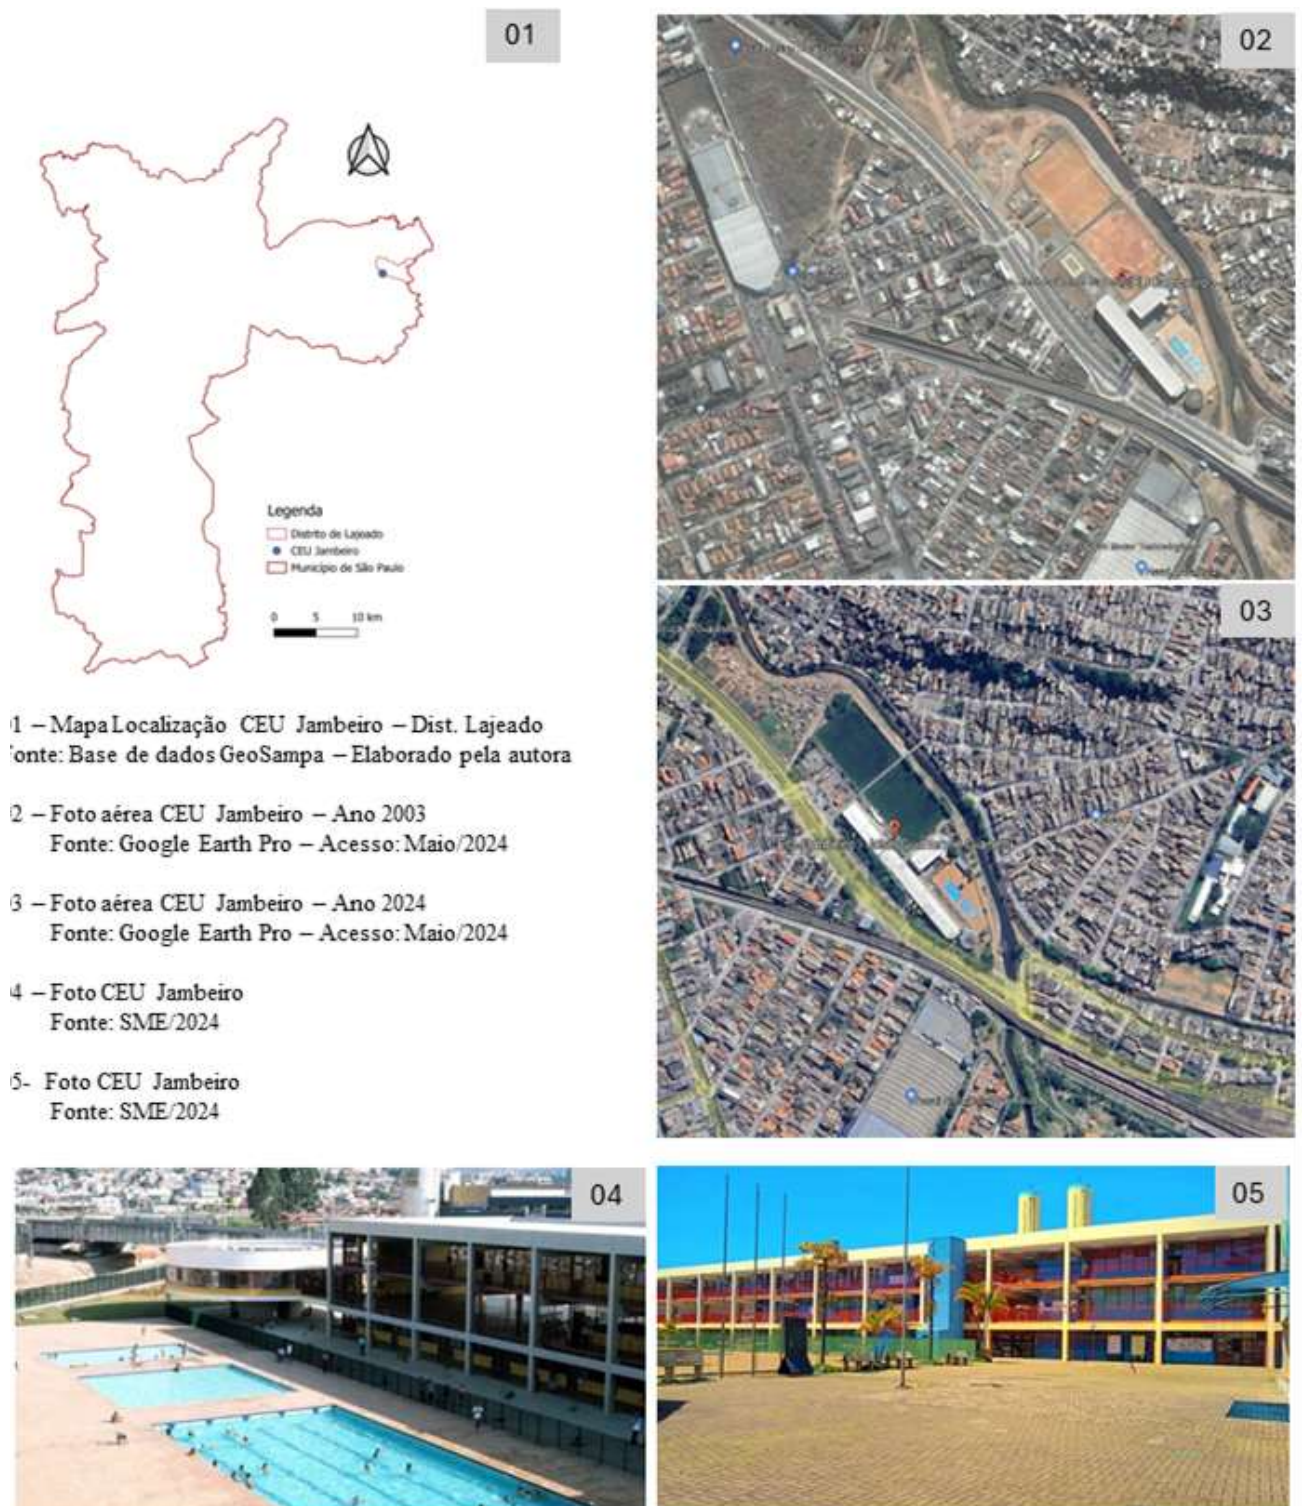 01
02
Legenda
Distrito de Lajeado
CEU Jambeiro
Município de São Paulo
0 5 10 km
03
1 – Mapa Localização CEU Jambeiro – Dist. Lajeado
onte: Base de dados GeoSampa – Elaborado pela autora
2 – Foto aérea CEU Jambeiro – Ano 2003
Fonte: Google Earth Pro – Acesso: Maio/2024
3 – Foto aérea CEU Jambeiro – Ano 2024
Fonte: Google Earth Pro – Acesso: Maio/2024
4 – Foto CEU Jambeiro
Fonte: SME/2024
5- Foto CEU Jambeiro
Fonte: SME/2024
04
05